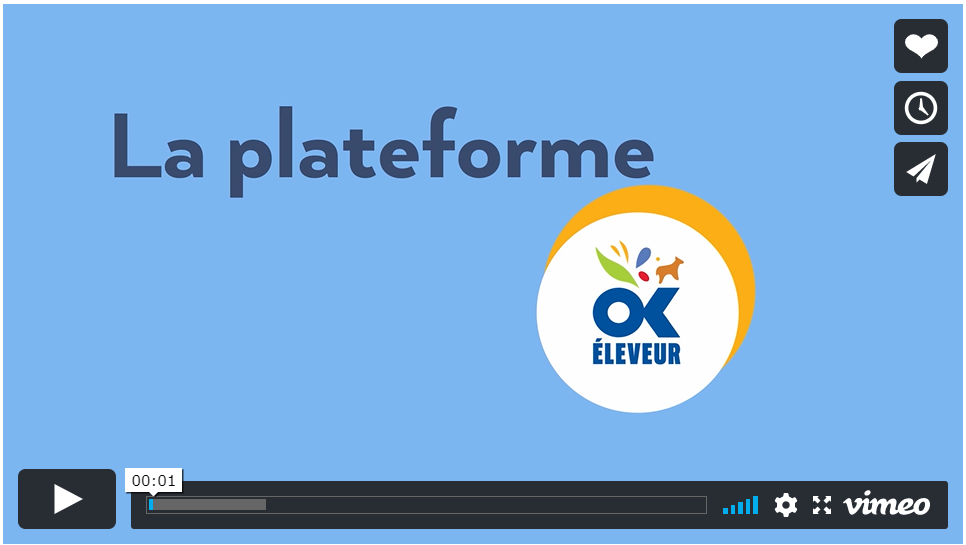 La plateforme
OK
ÉLEVEUR
00:01
vimeo